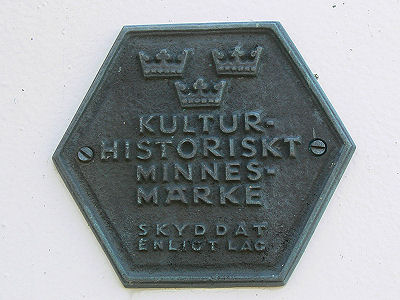 KULTUR-
HISTORISKT
MINNES-
MÄRKE
SKYDDAT
ENLIGT LAG